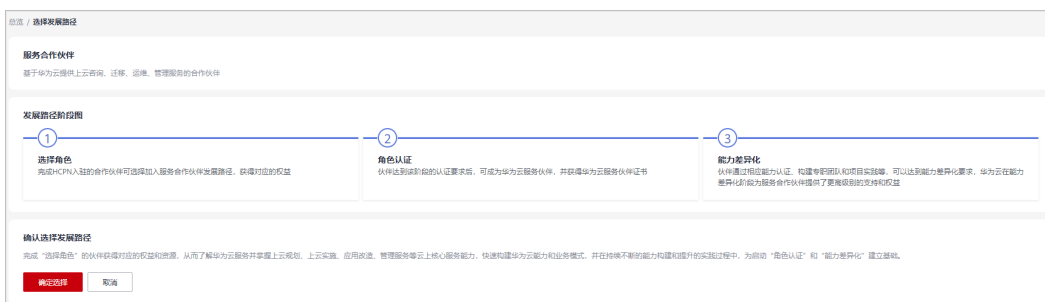 总览 / 选择发展路径
服务合作伙伴
基于华为云提供上云咨询、迁移、运维、管理服务的合作伙伴
发展路径阶段图
1
选择角色
完成HCPN入驻的合作伙伴可选择加入服务合作伙伴发展路径，获得对应的权益
2
角色认证
伙伴达到该阶段的认证要求后，可成为华为云服务伙伴，并获得华为云服务伙伴证书
3
能力差异化
伙伴通过相应能力认证、构建专职团队和项目实践等，可以达到能力差异化要求，华为云在能力
差异化阶段为服务合作伙伴提供了更高级别的支持和权益
确认选择发展路径
完成“选择角色”的伙伴获得对应的权益和资源，从而了解华为云服务并掌握上云规划、上云实施、应用改造、管理服务等云上核心服务能力，快速构建华为云能力和业务模式，并在持续不断的能力构建和提升的实践过程中，为启动“角色认证”和“能力差异化”建立基础。
确定选择 取消